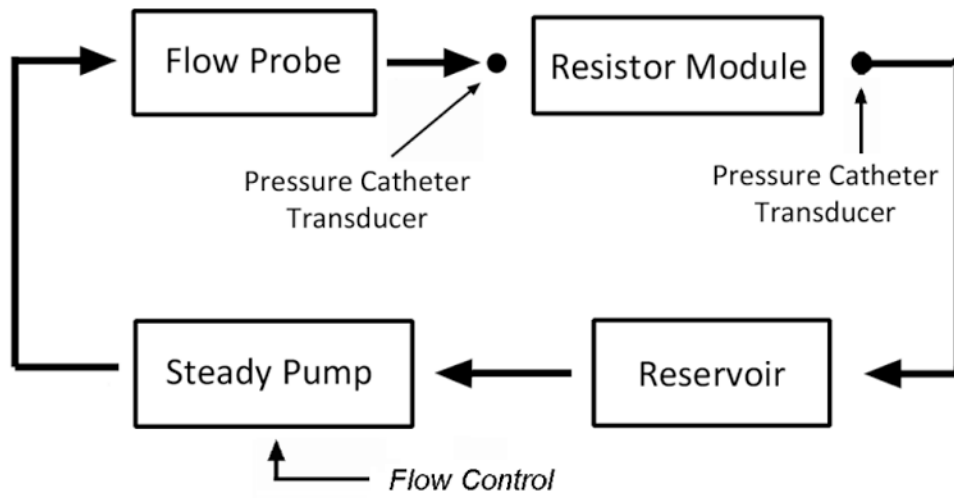 Flow Probe
Resistor Module
Pressure Catheter
Transducer
Pressure Catheter
Transducer
Steady Pump
Reservoir
Flow Control